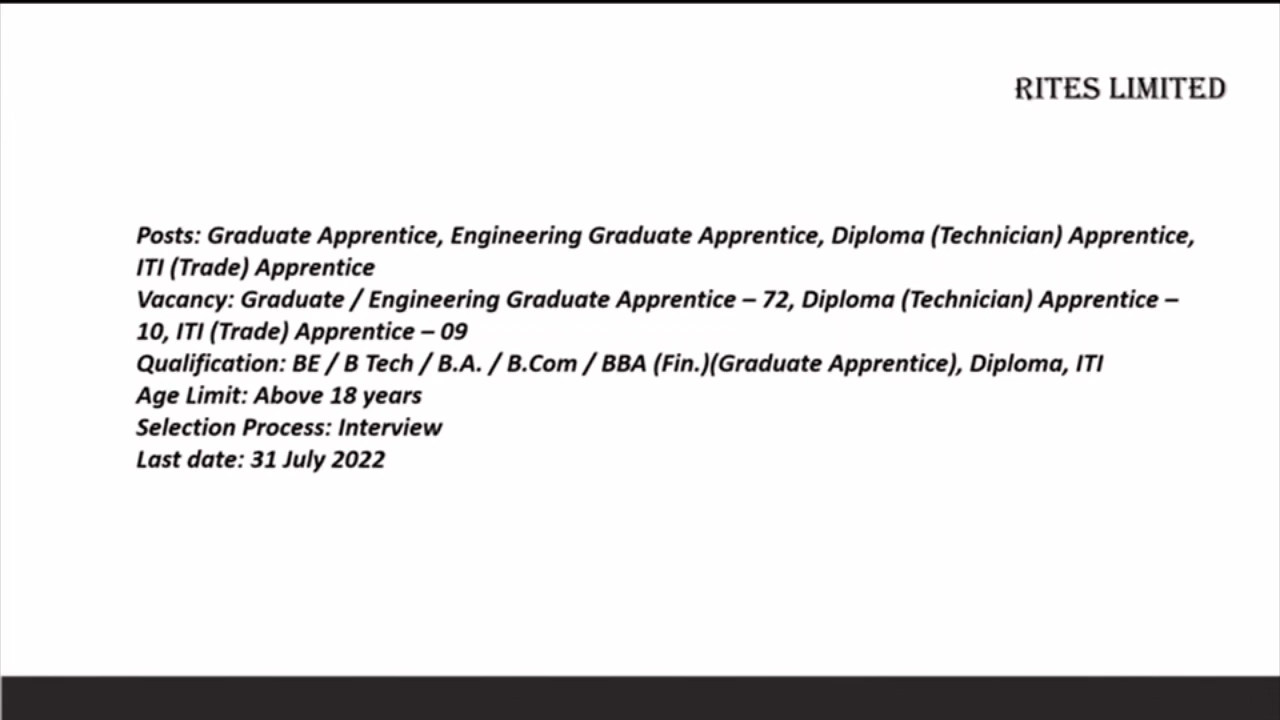 RITES LIMITED
Posts: Graduate Apprentice, Engineering Graduate Apprentice, Diploma (Technician) Apprentice,
ITI (Trade) Apprentice
Vacancy: Graduate / Engineering Graduate Apprentice – 72, Diploma (Technician) Apprentice –
10, ITI (Trade) Apprentice – 09
Qualification: BE / B Tech / B.A. / B.Com / BBA (Fin.)(Graduate Apprentice), Diploma, ITI
Age Limit: Above 18 years
Selection Process: Interview
Last date: 31 July 2022